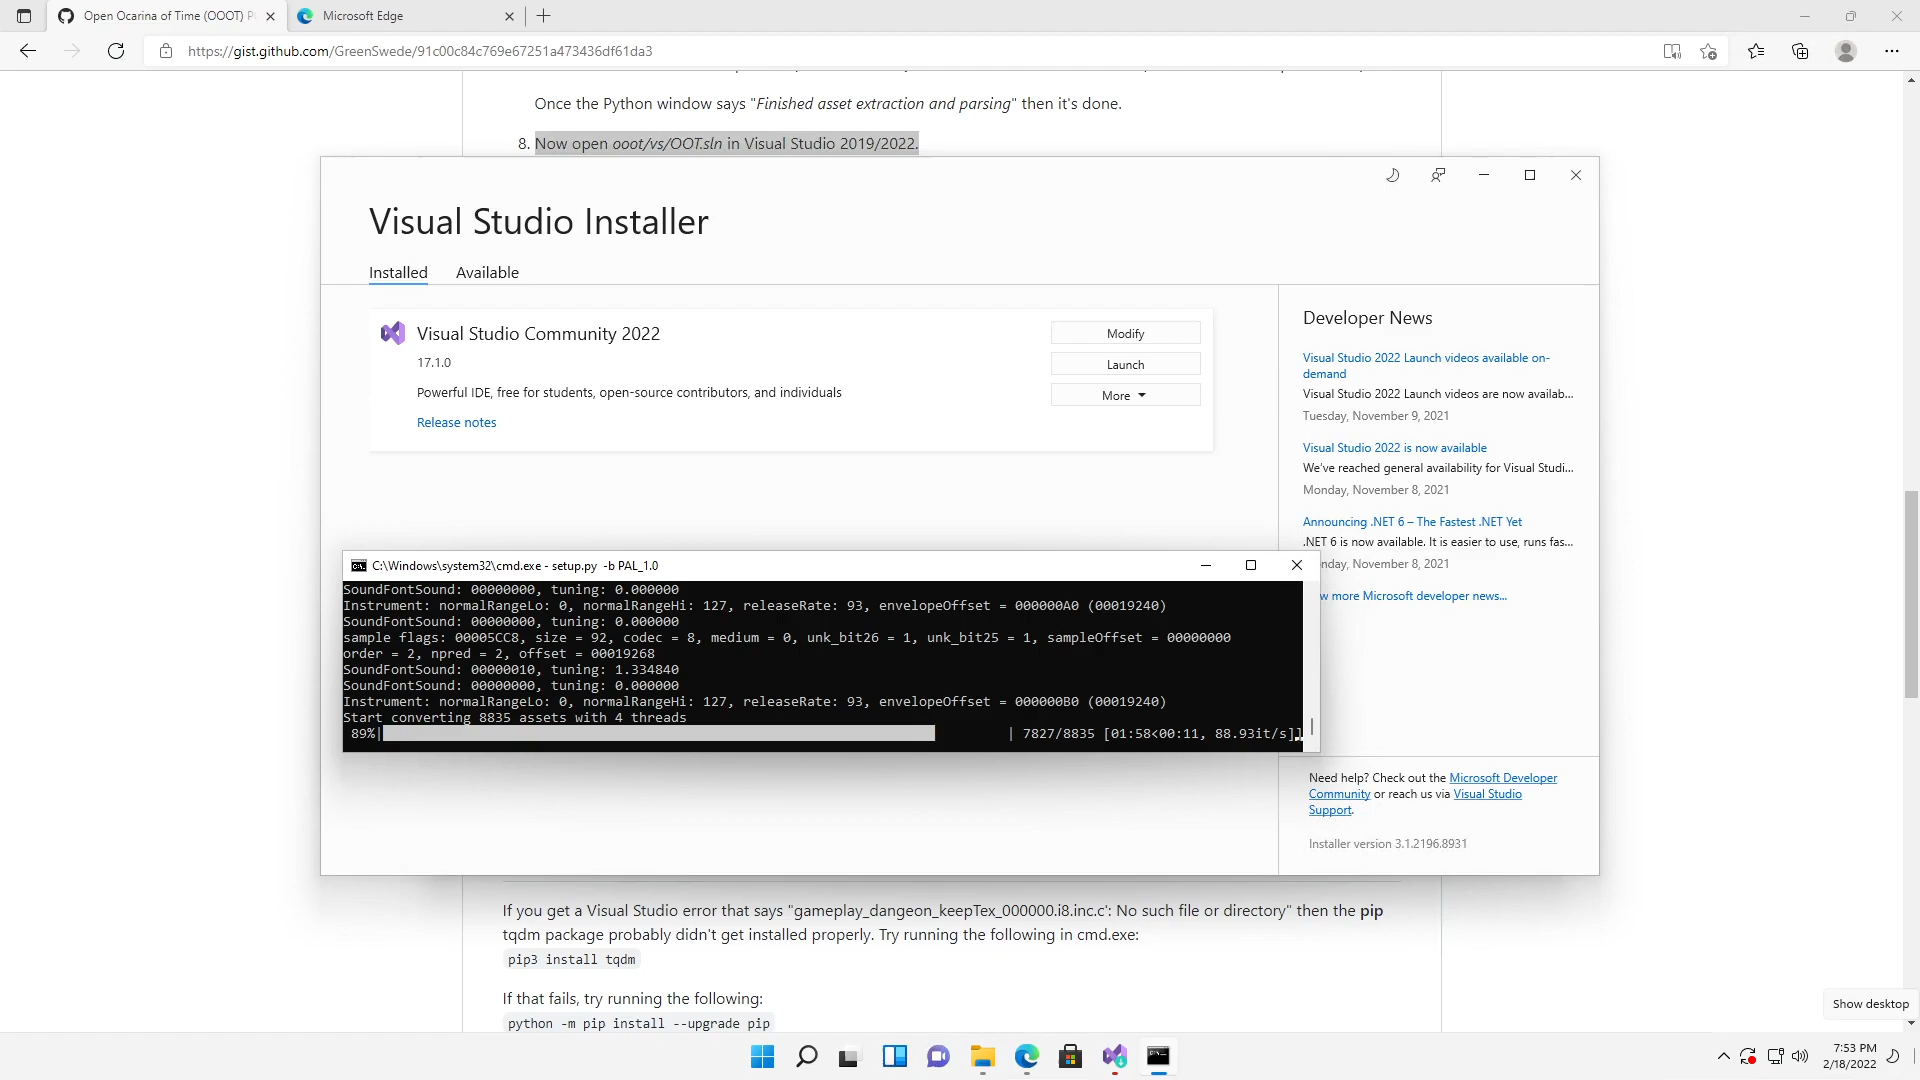 Open Ocarina of Time (OOOT) P
Microsoft Edge
https://gist.github.com/GreenSwede/91c00c84c769e67251a473436df61da3
Once the Python window says "Finished asset extraction and parsing" then it's done.
8. Now open ooot/vs/OOT.sln in Visual Studio 2019/2022.
Visual Studio Installer
Installed
Available
Visual Studio Community 2022
17.1.0
Powerful IDE, free for students, open-source contributors, and individuals
Release notes
Modify
Launch
More
Developer News
Visual Studio 2022 Launch videos available on-
demand
Visual Studio 2022 Launch videos are now availab...
Tuesday, November 9, 2021
Visual Studio 2022 is now available
We've reached general availability for Visual Studi...
Monday, November 8, 2021
Announcing .NET 6 – The Fastest .NET Yet
.NET 6 is now available. It is easier to use, runs fas...
nday, November 8, 2021
w more Microsoft developer news...
C:\Windows\system32\cmd.exe - setup.py -b PAL_1.0
SoundFontSound: 00000000, tuning: 0.000000
Instrument: normalRangeLo: 0, normalRangeHi: 127, releaseRate: 93, envelopeOffset = 000000A0 (00019240)
SoundFontSound: 00000000, tuning: 0.000000
sample flags: 00005CC8, size = 92, codec = 8, medium = 0, unk_bit26 = 1, unk_bit25 = 1, sampleOffset = 00000000
order = 2, npred = 2, offset = 00019268
SoundFontSound: 00000010, tuning: 1.334840
SoundFontSound: 00000000, tuning: 0.000000
Instrument: normalRangeLo: 0, normalRangeHi: 127, releaseRate: 93, envelopeOffset = 000000B0 (00019240)
Start converting 8835 assets with 4 threads
89%| | 7827/8835 [01:58<00:11, 88.93it/s]
Need help? Check out the Microsoft Developer
Community or reach us via Visual Studio
Support.
Installer version 3.1.2196.8931
If you get a Visual Studio error that says "gameplay_dangeon_keepTex_000000.i8.inc.c': No such file or directory" then the pip
tqdm package probably didn't get installed properly. Try running the following in cmd.exe:
pip3 install tqdm
If that fails, try running the following:
python -m pip install --upgrade pip
Show desktop
7:53 PM
2/18/2022